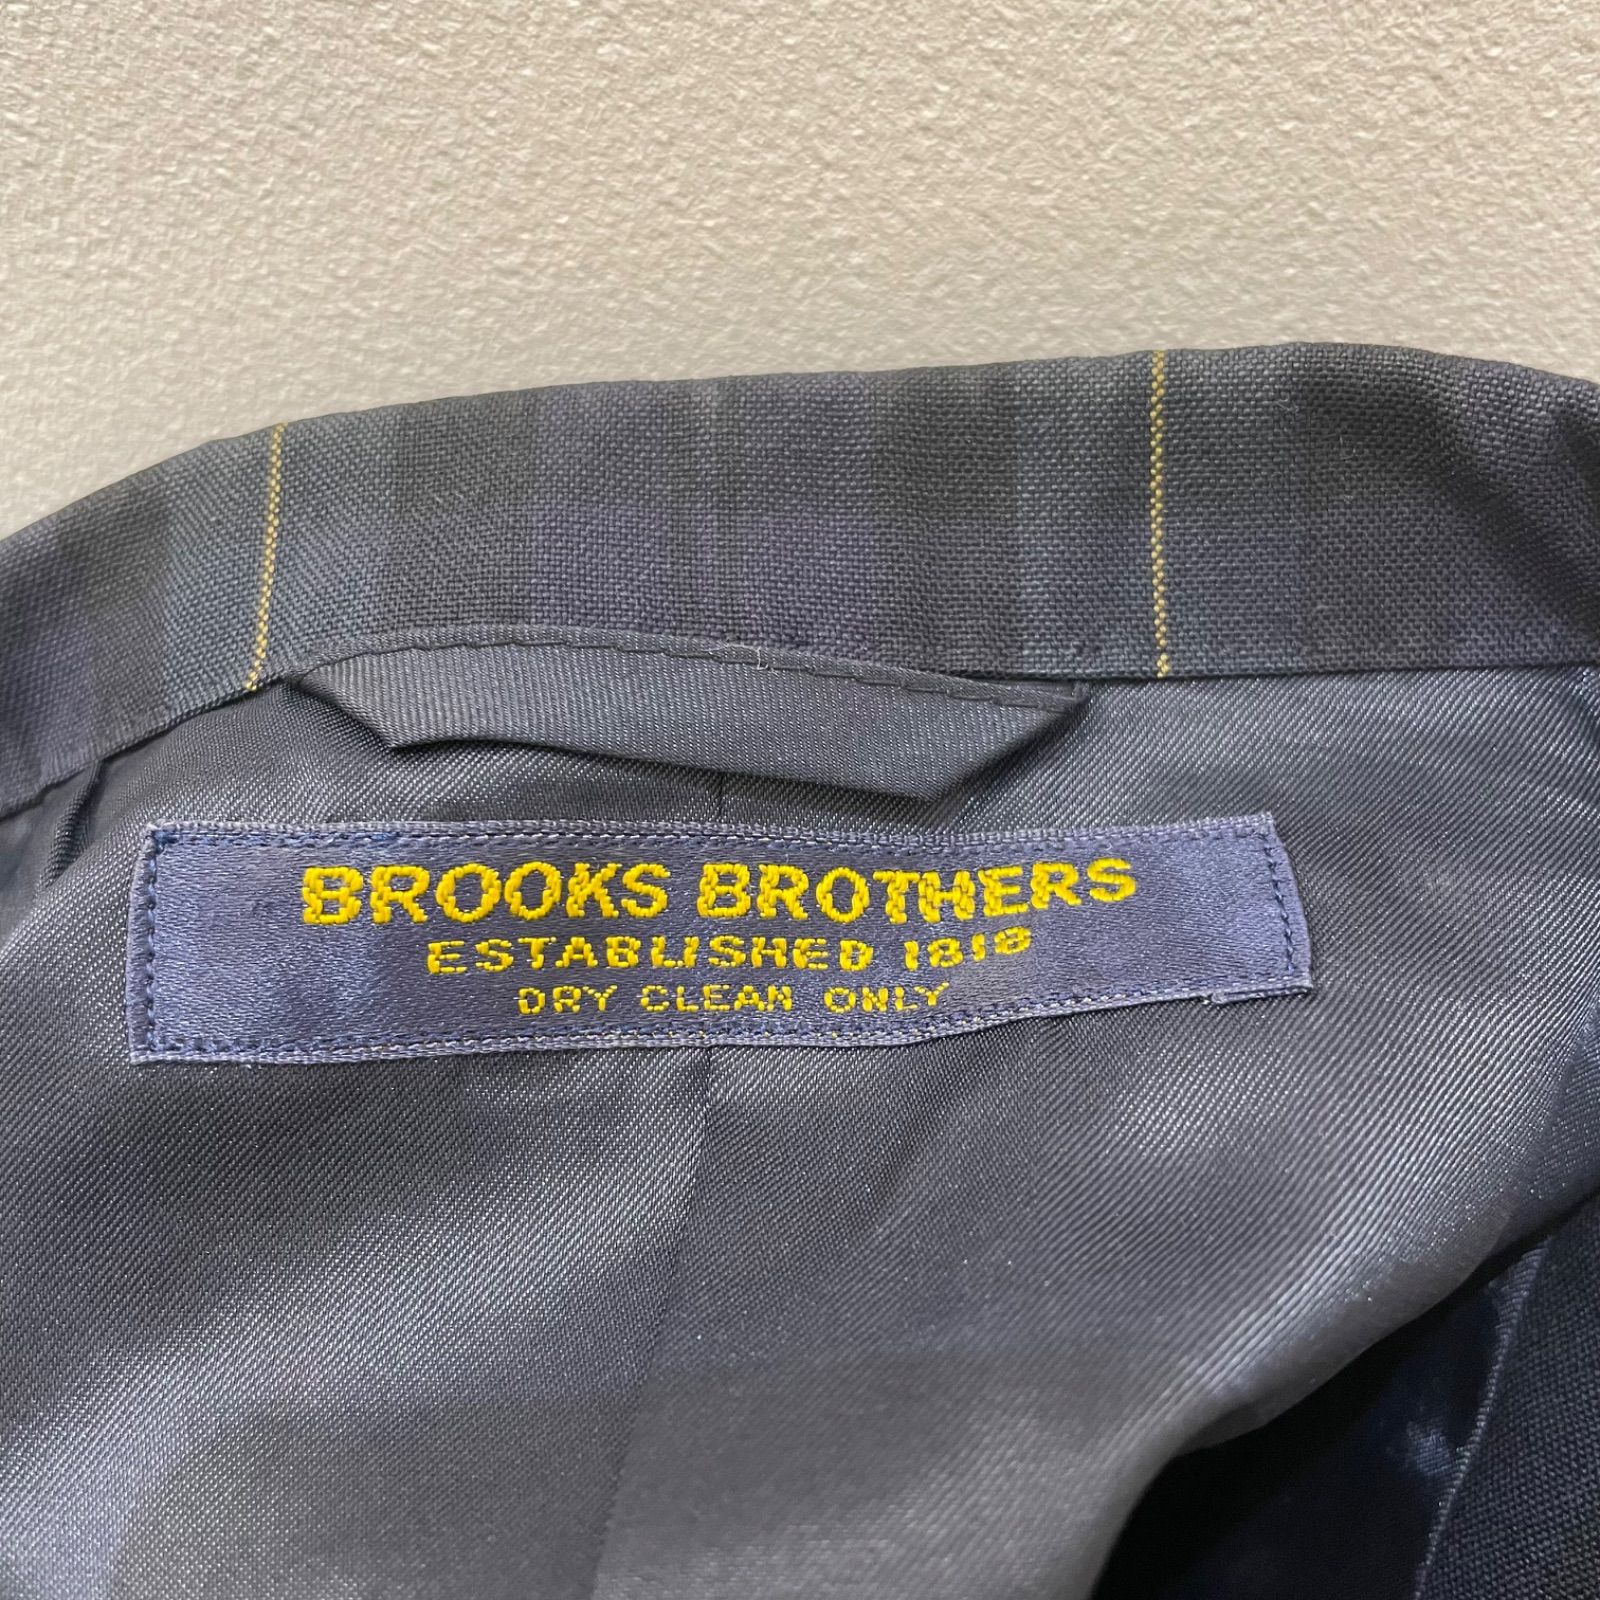 BROOKS BROTHERS
ESTABLISHED 1818
DRY CLEAN ONLY